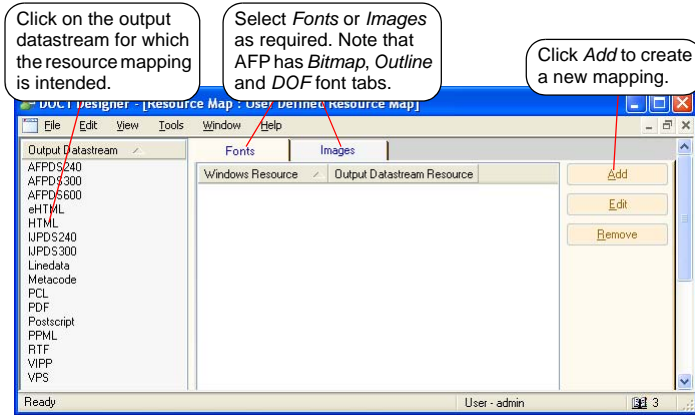 Click on the output
datastream for which
the resource mapping
is intended.
Select Fonts or Images
as required. Note that
AFP has Bitmap, Outline
and DOF font tabs.
Click Add to create
a new mapping.
DOC1 Designer - [Resource Map : User Defined Resource Map]
File Edit View Tools Window Help
Output Datastream
Fonts Images
Windows Resource Output Datastream Resource
AFPDS240
AFPDS300
AFPDS600
eHTML
HTML
IJPDS240
IJPDS300
Linedata
Metacode
PCL
PDF
Postscript
PPML
RTF
VIPP
VPS
Add
Edit
Remove
Ready User - admin 3